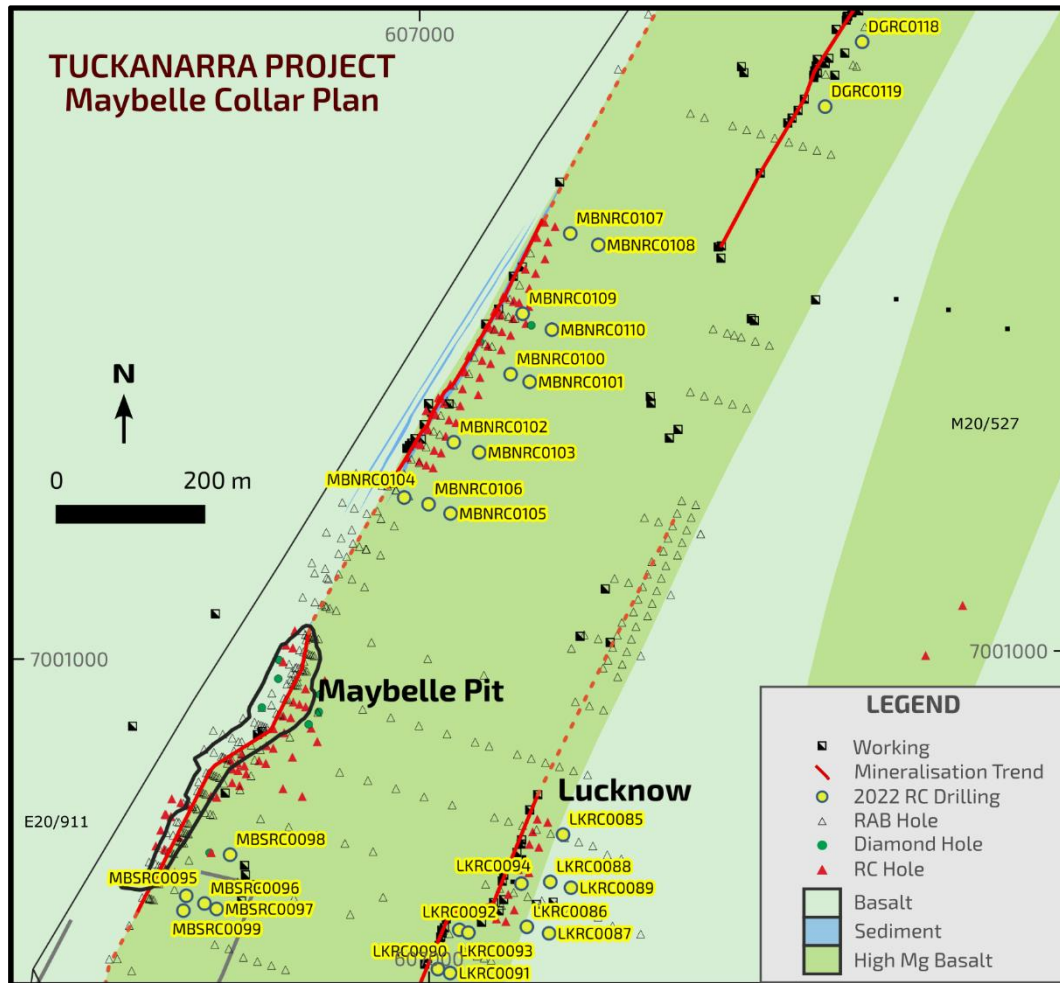 607000
DGRC0118
TUCKANARRA PROJECT
Maybelle Collar Plan
DGRC0119
MBNRC0107
MBNRC0108
MBNRC0109
MBNRC0110
MBNRC0100
MBNRC0101
N
MBNRC0102
MBNRC0103
M20/527
0 200 m
MBNRC0104
MBNRC0106
MBNRC0105
7001000
7001000
Maybelle Pit
LEGEND
Working
Mineralisation Trend
2022 RC Drilling
RAB Hole
Diamond Hole
RC Hole
Basalt
Sediment
High Mg Basalt
Lucknow
E20/911
LKRC0085
MBSRC0098
MBSRC0095
MBSRC0096
MBSRC0097
MBSRC0099
LKRC0094
LKRC0088
LKRC0089
LKRC0092
LKRC0086
LKRC0087
LKRC0090
LKRC0093
LKRC0091